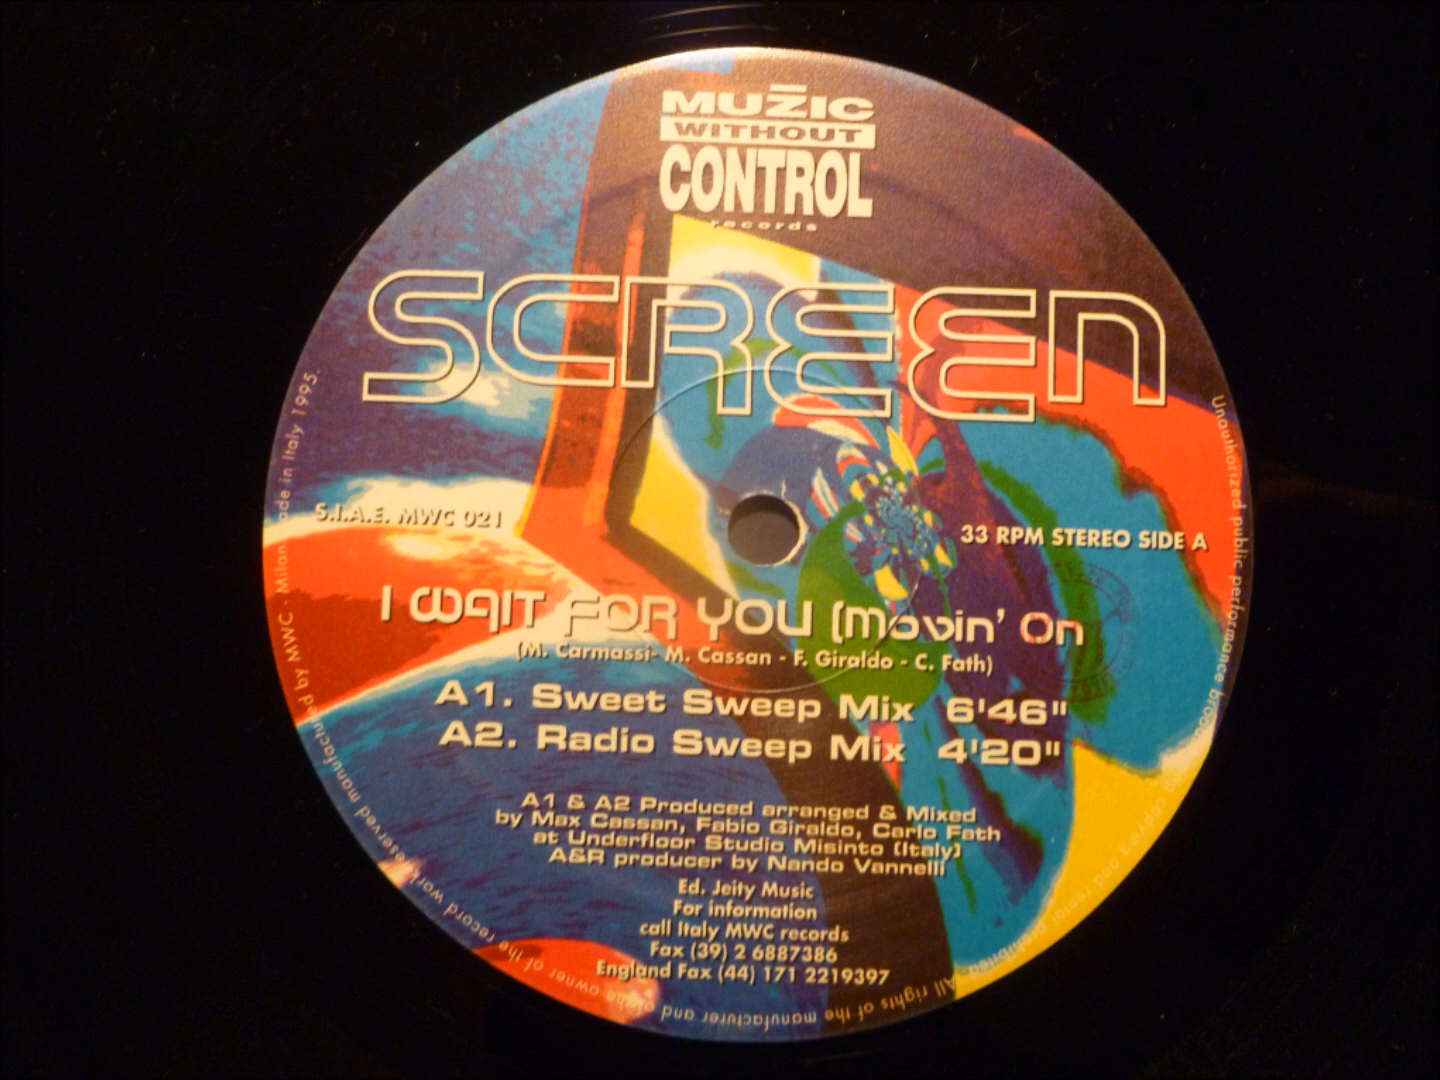 MUZIC
WITHOUT
CONTROL
records
SCREEN
S.I.A.E. MWC 021
33 RPM STEREO SIDE A
I WAIT FOR YOU (Movin' On
(M. Carmassi- M. Cassan - F. Giraldo - C. Fath)
A1. Sweet Sweep Mix 6'46"
A2. Radio Sweep Mix 4'20"
A1 & A2 Produced arranged & Mixed
by Max Cassan, Fabio Giraldo, Carlo Fath
at Underfloor Studio Misinto (Italy)
A&R producer by Nando Vannelli
Ed. Jeity Music
For information
call Italy MWC records
Fax (39) 2 6887386
England Fax (44) 171 2219397
Unauthorized public performance copying and rental prohibited. All rights of the manufacturer and of the owner of the record work reserved manufactured by MWC - Milan made in Italy 1995.